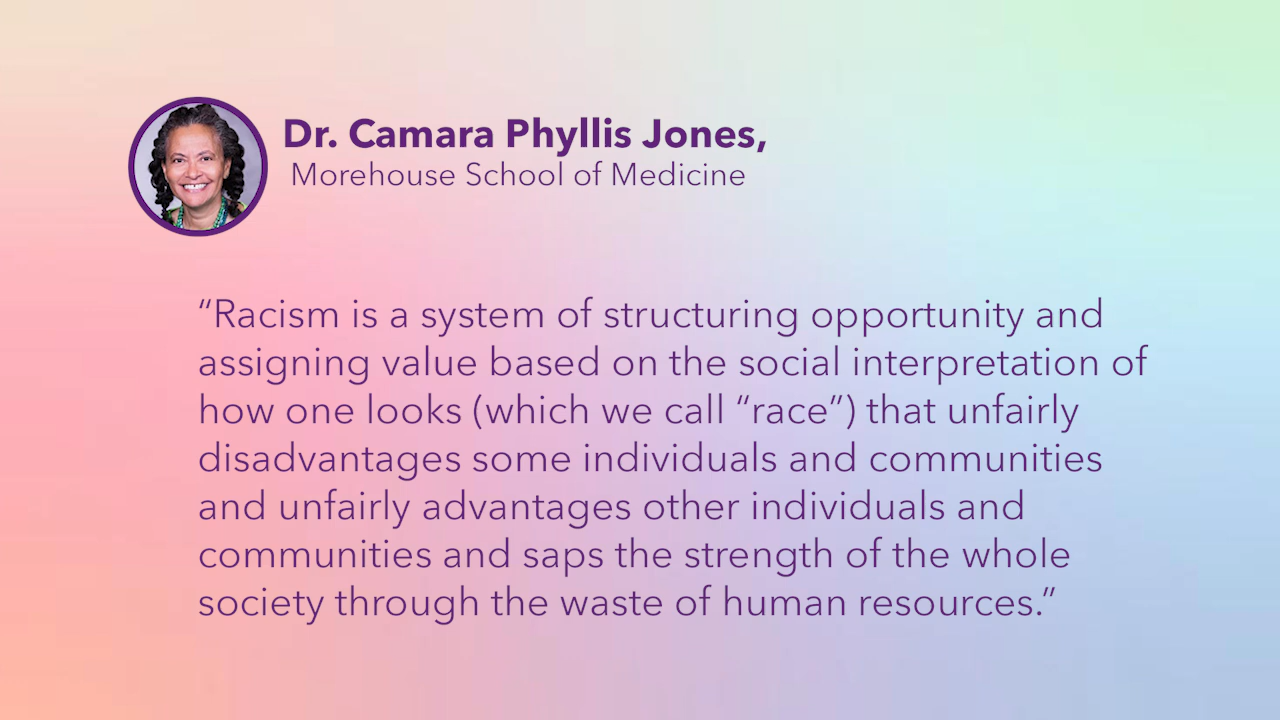 Dr. Camara Phyllis Jones,
Morehouse School of Medicine
“Racism is a system of structuring opportunity and
assigning value based on the social interpretation of
how one looks (which we call “race”) that unfairly
disadvantages some individuals and communities
and unfairly advantages other individuals and
communities and saps the strength of the whole
society through the waste of human resources.”